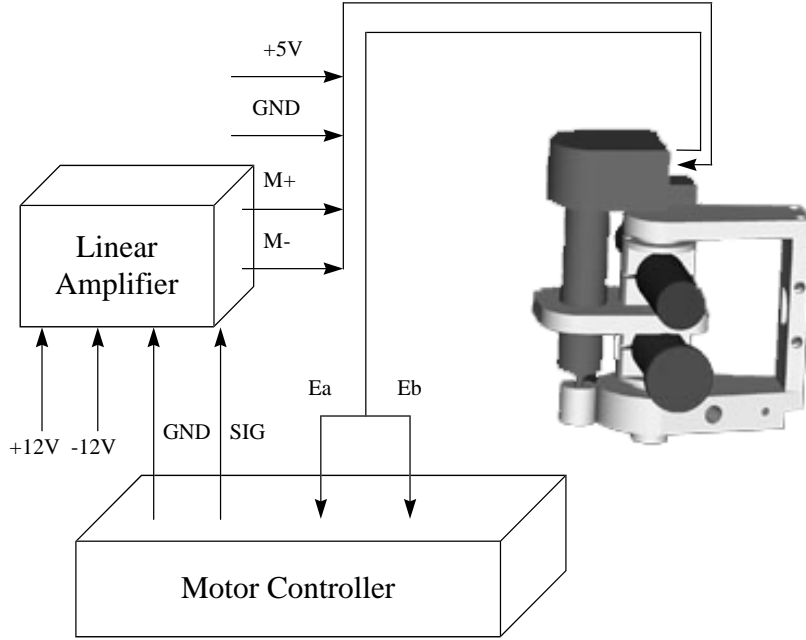 +5V
GND
M+
M-
Linear
Amplifier
Ea
Eb
+12V
-12V
GND
SIG
Motor Controller